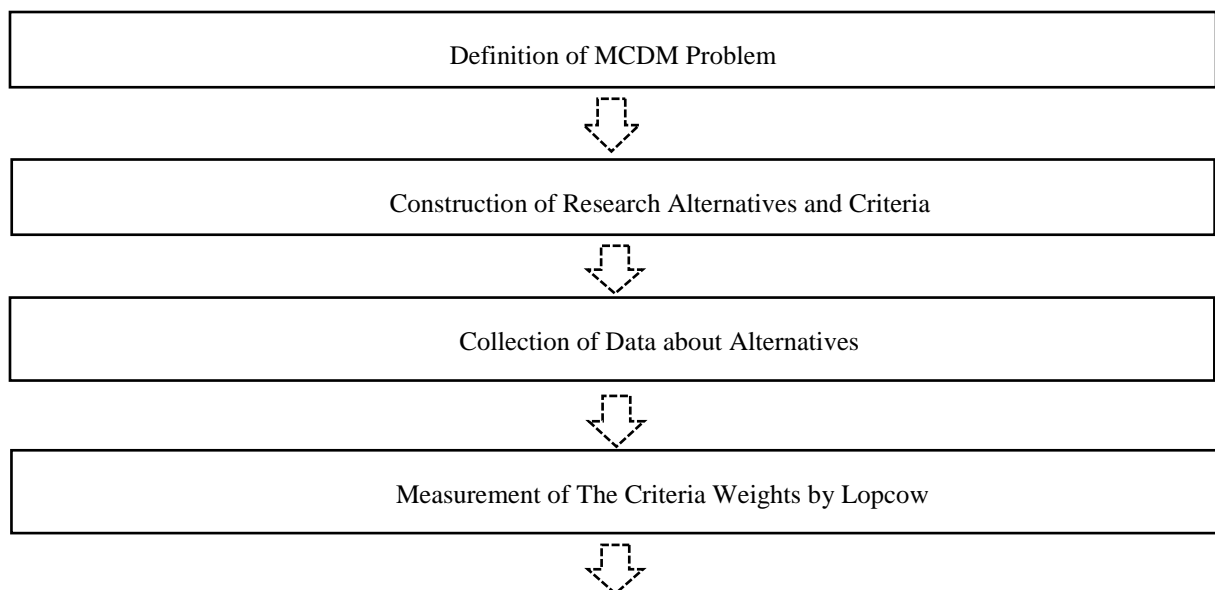 Definition of MCDM Problem
Construction of Research Alternatives and Criteria
Collection of Data about Alternatives
Measurement of The Criteria Weights by Lopcow